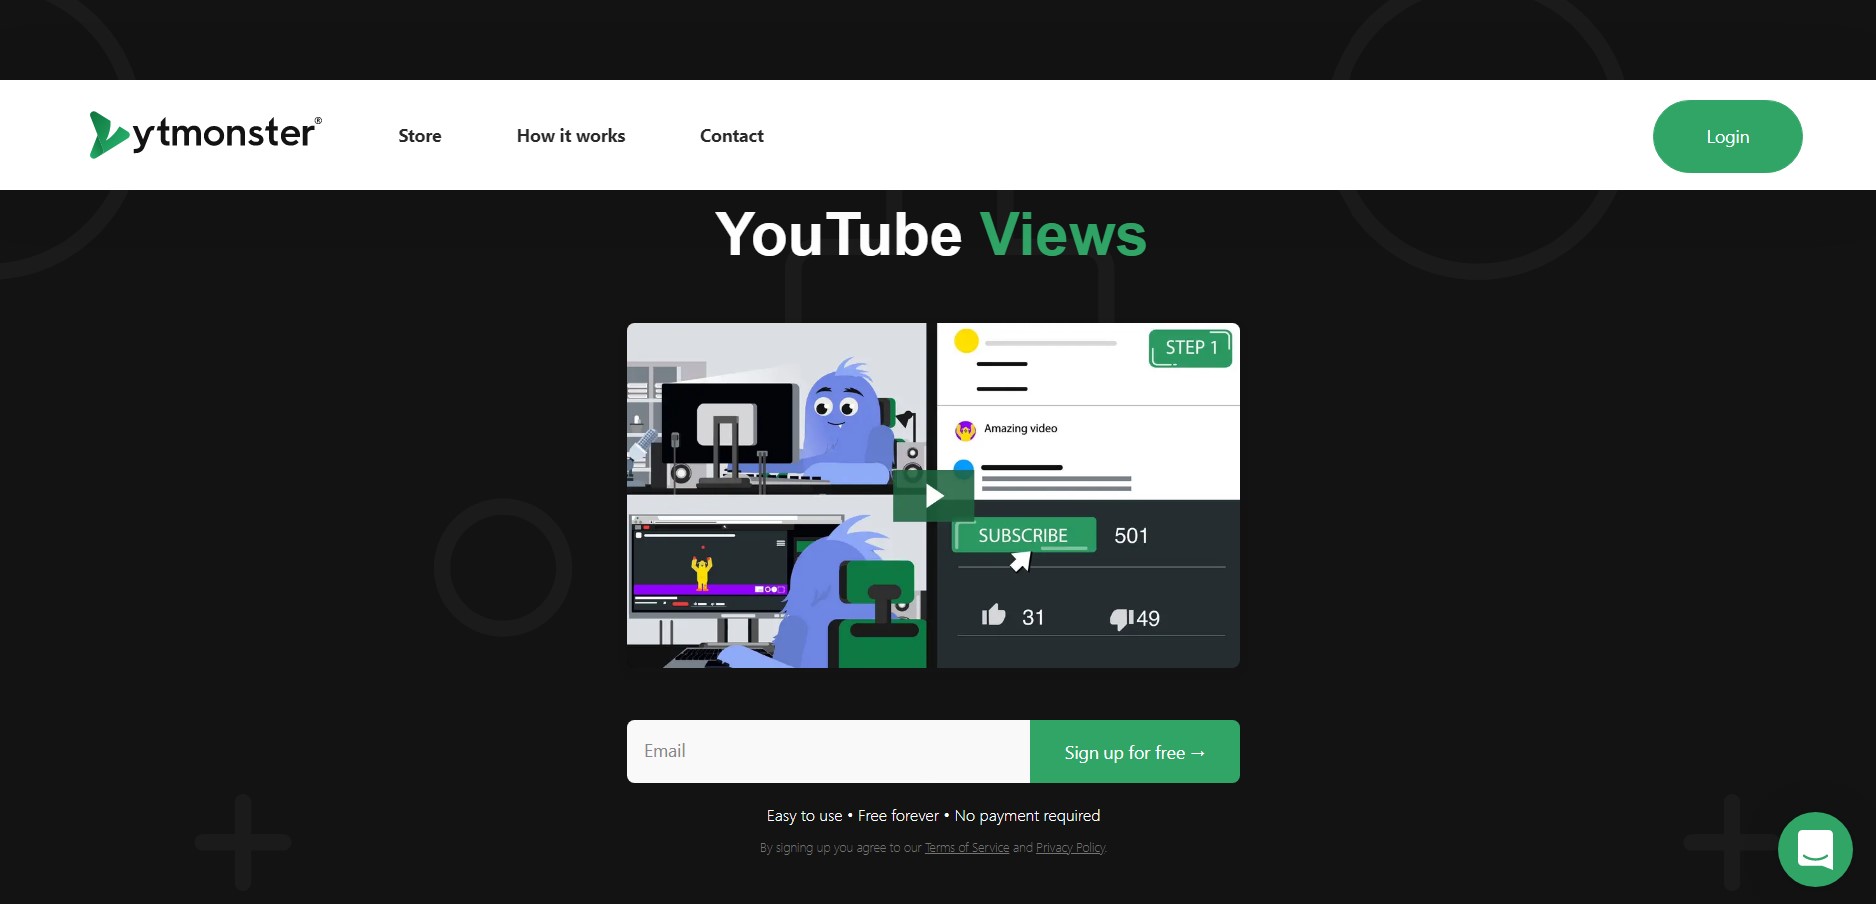 ytmonster®
Store
How it works
Contact
Login
YouTube Views
STEP 1
Amazing video
SUBSCRIBE
501
31
49
Email
Sign up for free →
Easy to use • Free forever • No payment required
By signing up you agree to our Terms of Service and Privacy Policy.